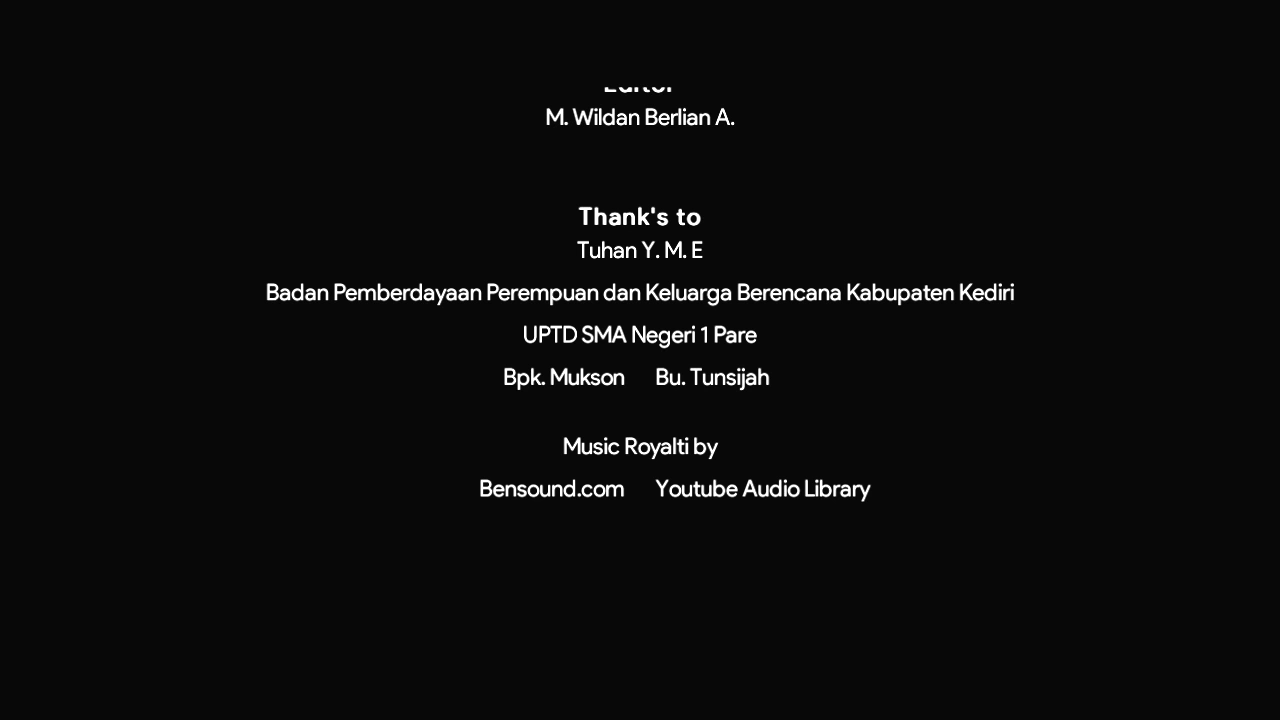 Editor
M. Wildan Berlian A.
Thank's to
Tuhan Y. M. E
Badan Pemberdayaan Perempuan dan Keluarga Berencana Kabupaten Kediri
UPTD SMA Negeri 1 Pare
Bpk. Mukson Bu. Tunsijah
Music Royalti by
Bensound.com Youtube Audio Library